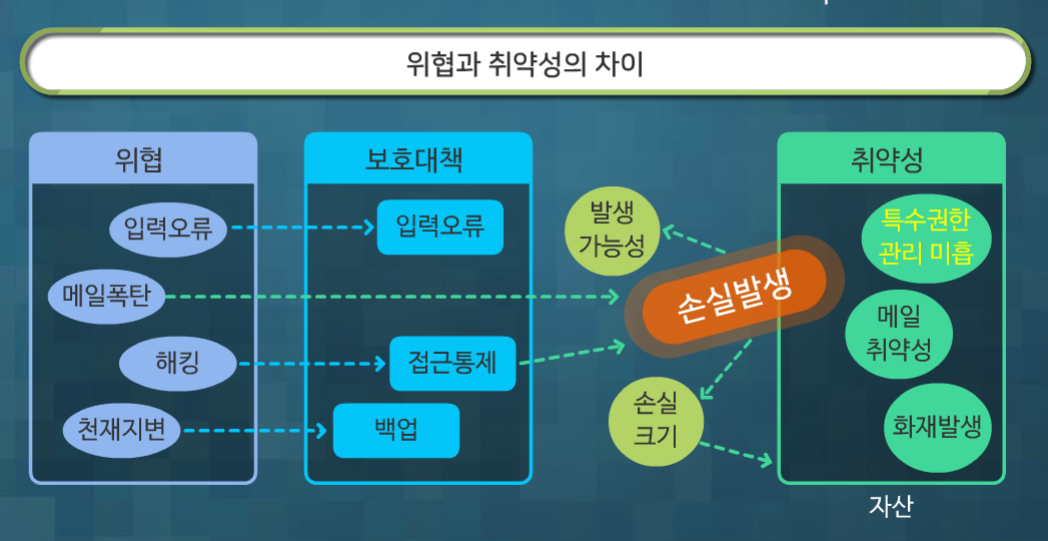 위협과 취약성의 차이
위협
보호대책
취약성
입력오류
메일폭탄
해킹
천재지변
입력오류
접근통제
백업
발생
가능성
손실발생
손실
크기
특수권한
관리 미흡
메일
취약성
화재발생
자산